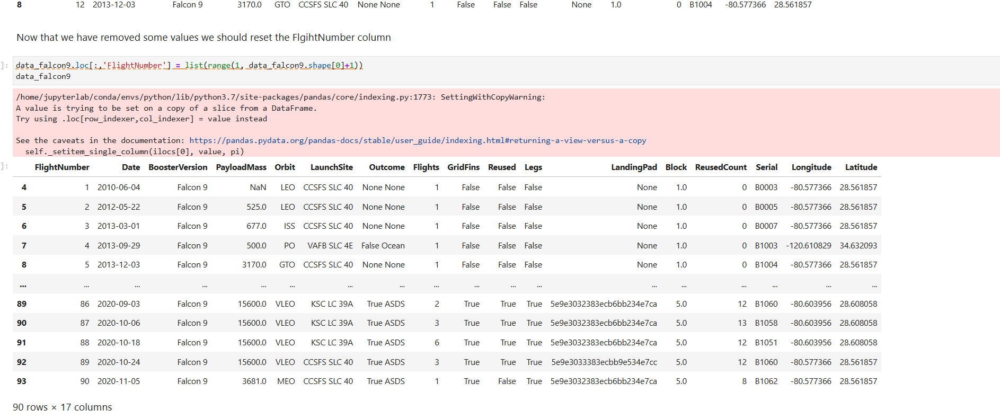 8 12 2013-12-03 Falcon 9 3170.0 GTO CCSFS SLC 40 None None 1 False False False None 1.0 0 B1004 -80.577366 28.561857
Now that we have removed some values we should reset the FlgihtNumber column
]: data_falcon9.loc[:,'FlightNumber'] = list(range(1, data_falcon9.shape[0]+1))
data_falcon9
/home/jupyterlab/conda/envs/python/lib/python3.7/site-packages/pandas/core/indexing.py:1773: SettingWithCopyWarning:
A value is trying to be set on a copy of a slice from a DataFrame.
Try using .loc[row_indexer,col_indexer] = value instead
See the caveats in the documentation: https://pandas.pydata.org/pandas-docs/stable/user_guide/indexing.html#returning-a-view-versus-a-copy
self._setitem_single_column(ilocs[0], value, pi)
]: FlightNumber Date BoosterVersion PayloadMass Orbit LaunchSite Outcome Flights GridFins Reused Legs LandingPad Block ReusedCount Serial Longitude Latitude
4 1 2010-06-04 Falcon 9 NaN LEO CCSFS SLC 40 None None 1 False False False None 1.0 0 B0003 -80.577366 28.561857
5 2 2012-05-22 Falcon 9 525.0 LEO CCSFS SLC 40 None None 1 False False False None 1.0 0 B0005 -80.577366 28.561857
6 3 2013-03-01 Falcon 9 677.0 ISS CCSFS SLC 40 None None 1 False False False None 1.0 0 B0007 -80.577366 28.561857
7 4 2013-09-29 Falcon 9 500.0 PO VAFB SLC 4E False Ocean 1 False False False None 1.0 0 B1003 -120.610829 34.632093
8 5 2013-12-03 Falcon 9 3170.0 GTO CCSFS SLC 40 None None 1 False False False None 1.0 0 B1004 -80.577366 28.561857
... ... ... ... ... ... ... ... ... ... ... ... ... ... ... ... ... ...
89 86 2020-09-03 Falcon 9 15600.0 VLEO KSC LC 39A True ASDS 2 True True True 5e9e3032383ecb6bb234e7ca 5.0 12 B1060 -80.603956 28.608058
90 87 2020-10-06 Falcon 9 15600.0 VLEO KSC LC 39A True ASDS 3 True True True 5e9e3032383ecb6bb234e7ca 5.0 13 B1058 -80.603956 28.608058
91 88 2020-10-18 Falcon 9 15600.0 VLEO KSC LC 39A True ASDS 6 True True True 5e9e3032383ecb6bb234e7ca 5.0 12 B1051 -80.603956 28.608058
92 89 2020-10-24 Falcon 9 15600.0 VLEO CCSFS SLC 40 True ASDS 3 True True True 5e9e3033383ecbb9e534e7cc 5.0 12 B1060 -80.577366 28.561857
93 90 2020-11-05 Falcon 9 3681.0 MEO CCSFS SLC 40 True ASDS 1 True False True 5e9e3032383ecb6bb234e7ca 5.0 8 B1062 -80.577366 28.561857
90 rows × 17 columns